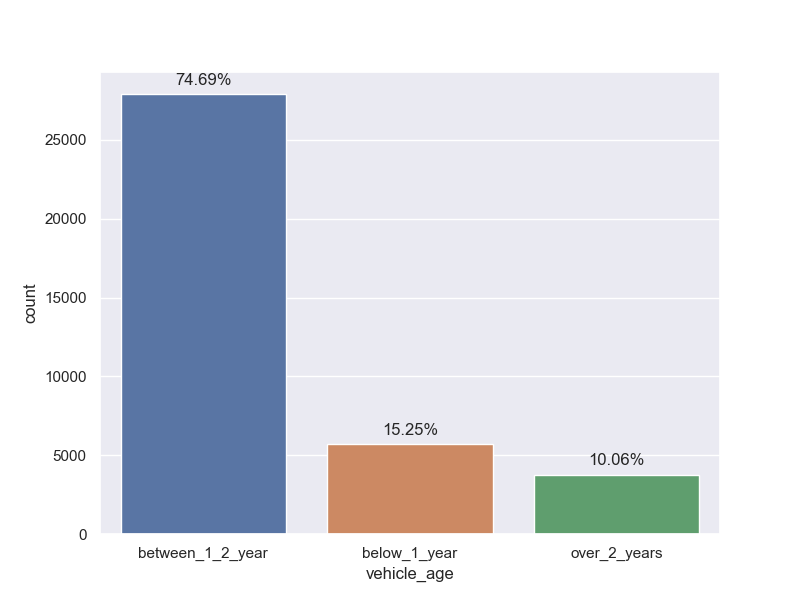 74.69%
25000
20000
15000
10000
5000
0
count
15.25%
10.06%
between_1_2_year
below_1_year
over_2_years
vehicle_age